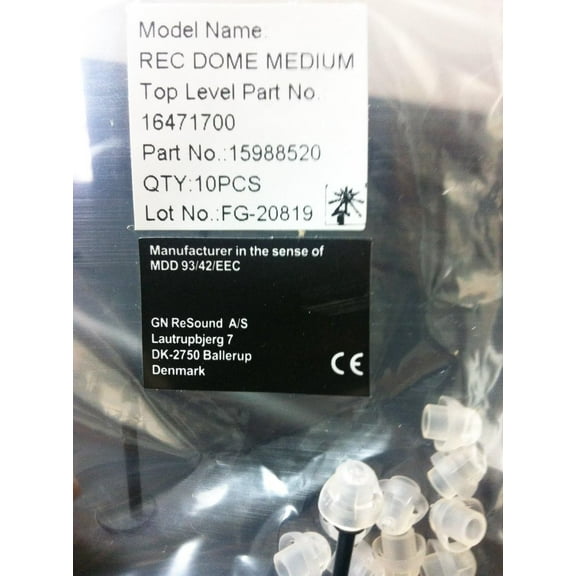 Model Name:
REC DOME MEDIUM
Top Level Part No.
16471700
Part No.:15988520
QTY:10PCS
Lot No.:FG-20819
Manufacturer in the sense of
MDD 93/42/EEC
GN ReSound A/S
Lautrupbjerg 7
DK-2750 Ballerup
Denmark
CE